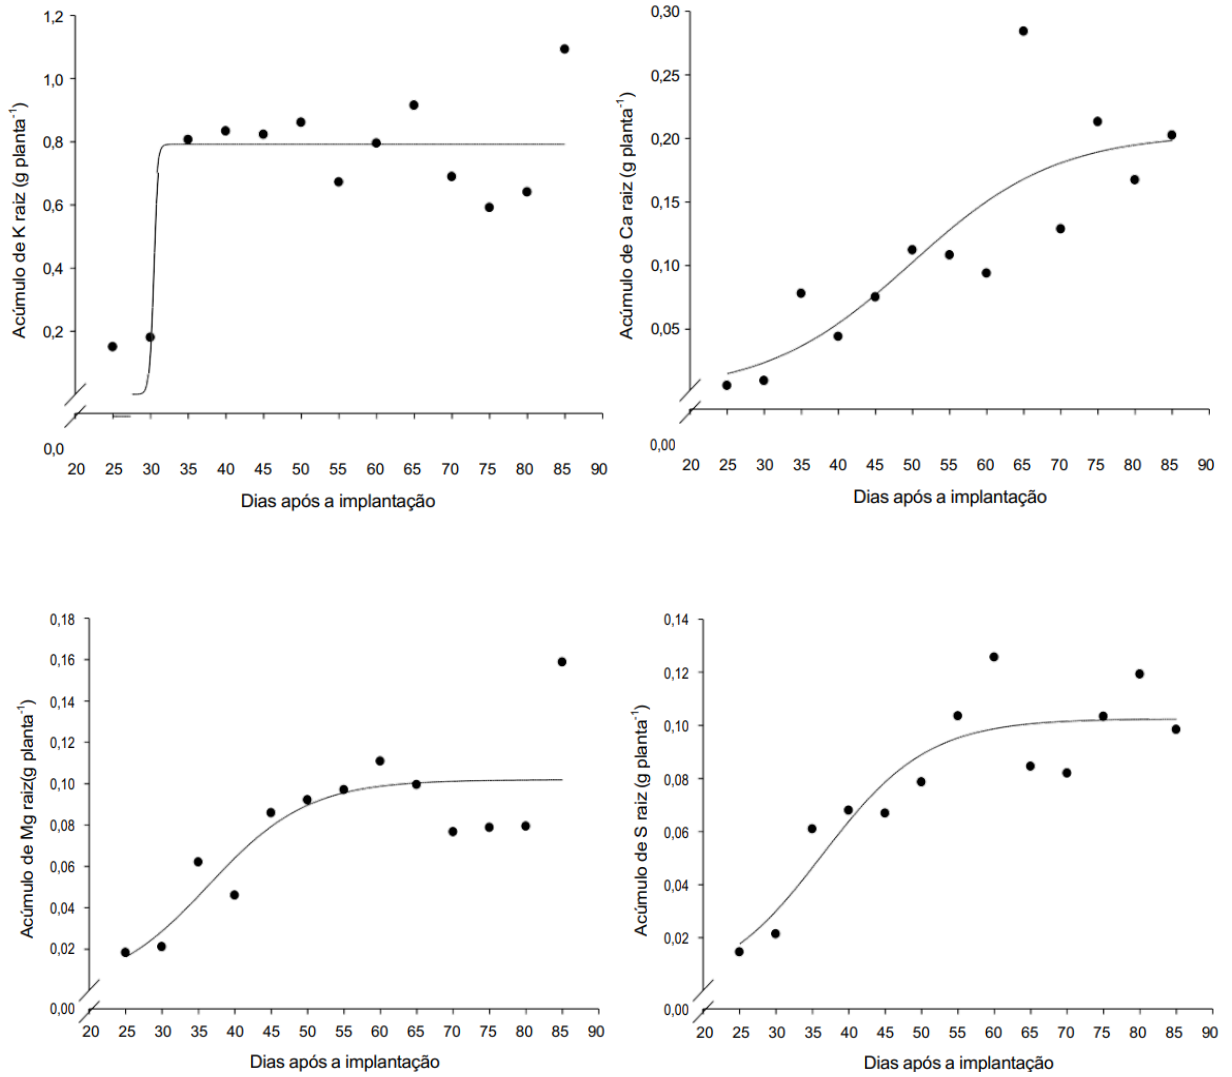 1,2
1,0
0,8
0,6
0,4
0,2
0,0
Acúmulo de K raiz (g planta⁻¹)
20 25 30 35 40 45 50 55 60 65 70 75 80 85 90
Dias após a implantação
0,30
0,25
0,20
0,15
0,10
0,05
0,00
Acúmulo de Ca raiz (g planta⁻¹)
20 25 30 35 40 45 50 55 60 65 75 80 85 90
Dias após a implantação
0,18
0,16
0,14
0,12
0,10
0,08
0,06
0,04
0,02
0,00
Acúmulo de Mg raiz(g planta⁻¹)
20 25 30 35 40 45 50 55 60 65 70 75 80 85 90
Dias após a implantação
0,14
0,12
0,10
0,08
0,06
0,04
0,02
0,00
Acúmulo de S raiz (g planta⁻¹)
20 25 30 35 40 45 50 55 60 65 70 75 80 85 90
Dias após a implantação